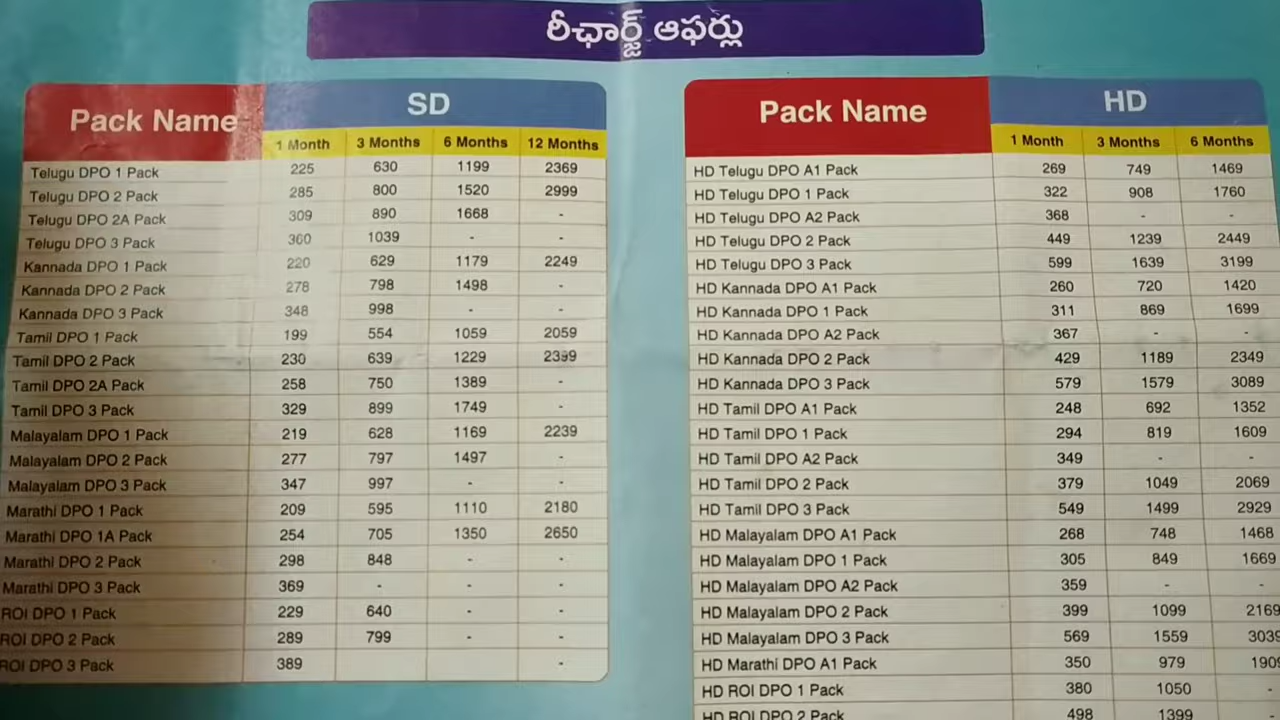 రీఛార్జ్ ఆఫర్లు
Pack Name SD
1 Month 3 Months 6 Months 12 Months
Telugu DPO 1 Pack 225 630 1199 2369
Telugu DPO 2 Pack 285 800 1520 2999
Telugu DPO 2A Pack 309 890 1668 -
Telugu DPO 3 Pack 360 1039 - -
Kannada DPO 1 Pack 220 629 1179 2249
Kannada DPO 2 Pack 278 798 1498 -
Kannada DPO 3 Pack 348 998 - -
Tamil DPO 1 Pack 199 554 1059 2059
Tamil DPO 2 Pack 230 639 1229 2399
Tamil DPO 2A Pack 258 750 1389 -
Tamil DPO 3 Pack 329 899 1749 -
Malayalam DPO 1 Pack 219 628 1169 2239
Malayalam DPO 2 Pack 277 797 1497 -
Malayalam DPO 3 Pack 347 997 - -
Marathi DPO 1 Pack 209 595 1110 2180
Marathi DPO 1A Pack 254 705 1350 2650
Marathi DPO 2 Pack 298 848 - -
Marathi DPO 3 Pack 369 - - -
ROI DPO 1 Pack 229 640 - -
ROI DPO 2 Pack 289 799 - -
ROI DPO 3 Pack 389 -
Pack Name HD
1 Month 3 Months 6 Months
HD Telugu DPO A1 Pack 269 749 1469
HD Telugu DPO 1 Pack 322 908 1760
HD Telugu DPO A2 Pack 368 - -
HD Telugu DPO 2 Pack 449 1239 2449
HD Telugu DPO 3 Pack 599 1639 3199
HD Kannada DPO A1 Pack 260 720 1420
HD Kannada DPO 1 Pack 311 869 1699
HD Kannada DPO A2 Pack 367 - -
HD Kannada DPO 2 Pack 429 1189 2349
HD Kannada DPO 3 Pack 579 1579 3089
HD Tamil DPO A1 Pack 248 692 1352
HD Tamil DPO 1 Pack 294 819 1609
HD Tamil DPO A2 Pack 349 - -
HD Tamil DPO 2 Pack 379 1049 2069
HD Tamil DPO 3 Pack 549 1499 2929
HD Malayalam DPO A1 Pack 268 748 1468
HD Malayalam DPO 1 Pack 305 849 1669
HD Malayalam DPO A2 Pack 359 - -
HD Malayalam DPO 2 Pack 399 1099 2169
HD Malayalam DPO 3 Pack 569 1559 3039
HD Marathi DPO A1 Pack 350 979 1909
HD ROI DPO 1 Pack 380 1050 -
HD ROI DPO 2 Pack 498 1399